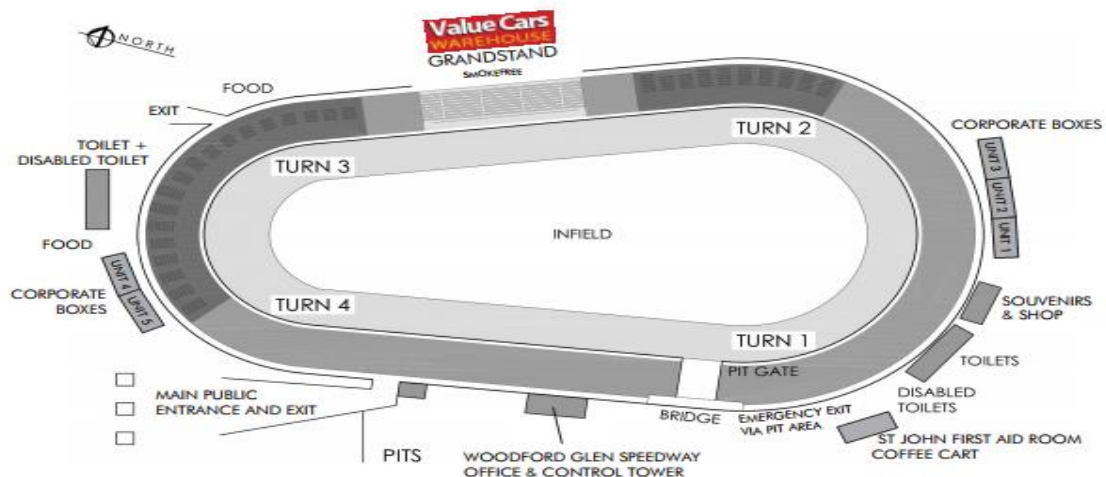 NORTH
Value Cars
WAREHOUSE
GRANDSTAND
SMOKEFREE
FOOD
EXIT
TOILET +
DISABLED TOILET
FOOD
UNIT 4
UNIT 5
CORPORATE
BOXES
TURN 3
TURN 2
INFIELD
TURN 4
TURN 1
CORPORATE BOXES
UNIT 3
UNIT 2
UNIT 1
SOUVENIRS
& SHOP
TOILETS
DISABLED
TOILETS
ST JOHN FIRST AID ROOM
COFFEE CART
PIT GATE
BRIDGE
EMERGENCY EXIT
VIA PIT AREA
MAIN PUBLIC
ENTRANCE AND EXIT
PITS
WOODFORD GLEN SPEEDWAY
OFFICE & CONTROL TOWER